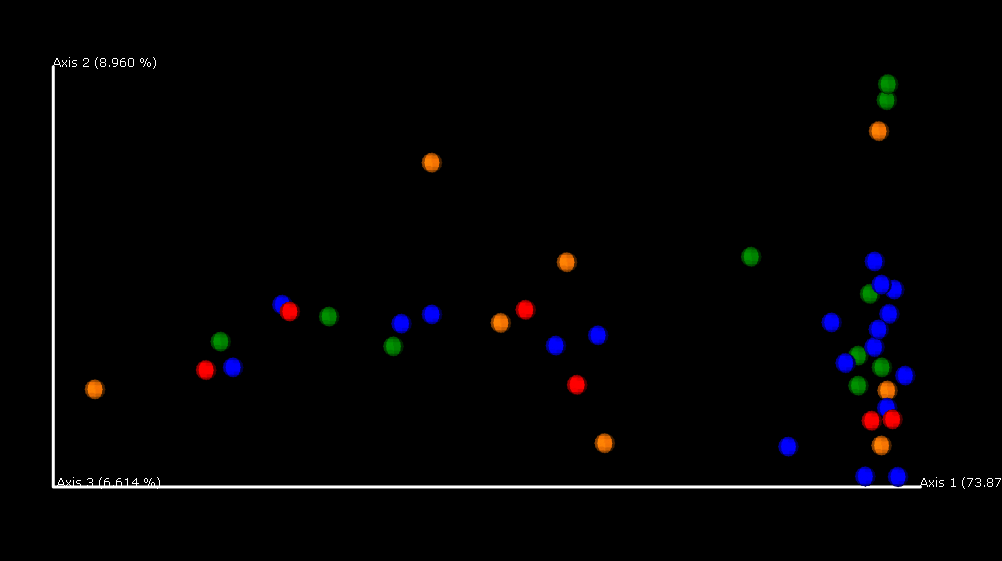 Axis 2 (8.960 %)
Axis 3 (6.614 %)
Axis 1 (73.87